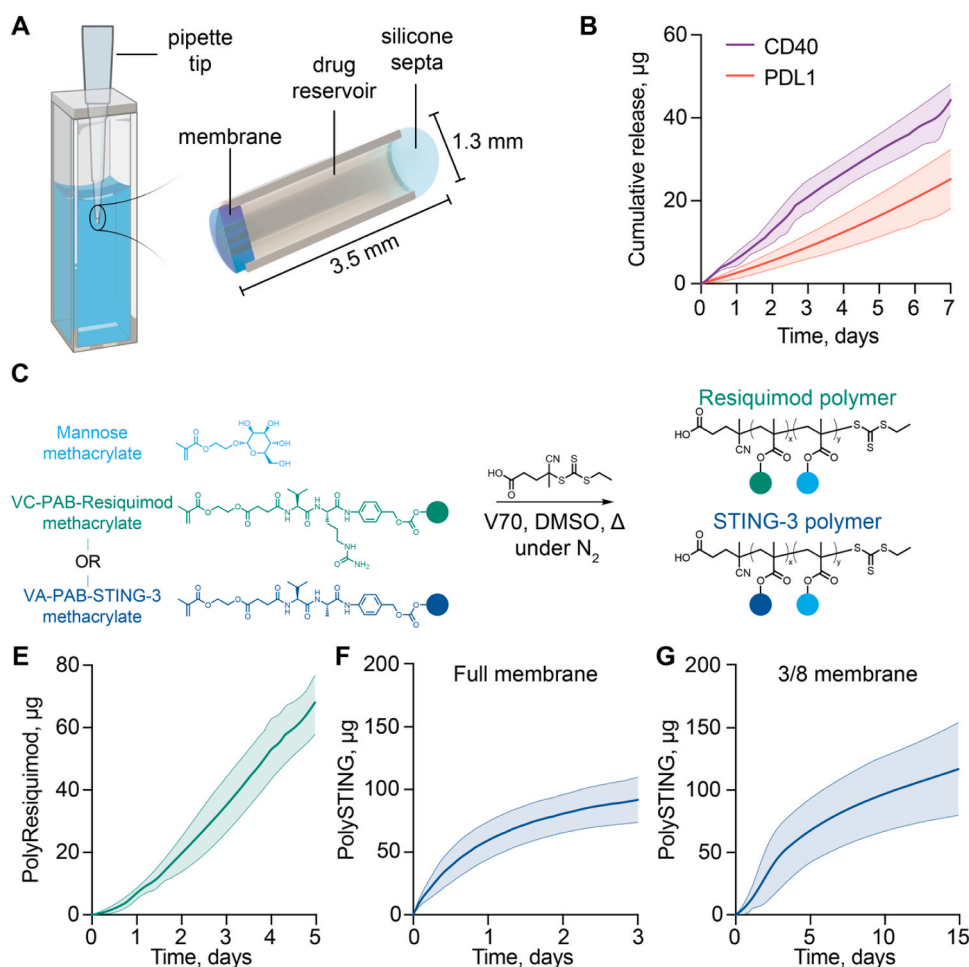 A
pipette
tip
membrane
drug
reservoir
silicone
septa
1.3 mm
3.5 mm
B
CD40
PDL1
Cumulative release, µg
60
40
20
0
0 1 2 3 4 5 6 7
Time, days
C
Mannose
methacrylate
VC-PAB-Resiquimod
methacrylate
OR
VA-PAB-STING-3
methacrylate
V70, DMSO, Δ
under N2
Resiquimod polymer
STING-3 polymer
E
PolyResiquimod, µg
80
60
40
20
0
0 1 2 3 4 5
Time, days
F
Full membrane
PolySTING, µg
200
150
100
50
0
0 1 2 3
Time, days
G
3/8 membrane
PolySTING, µg
200
150
100
50
0
0 5 10 15
Time, days